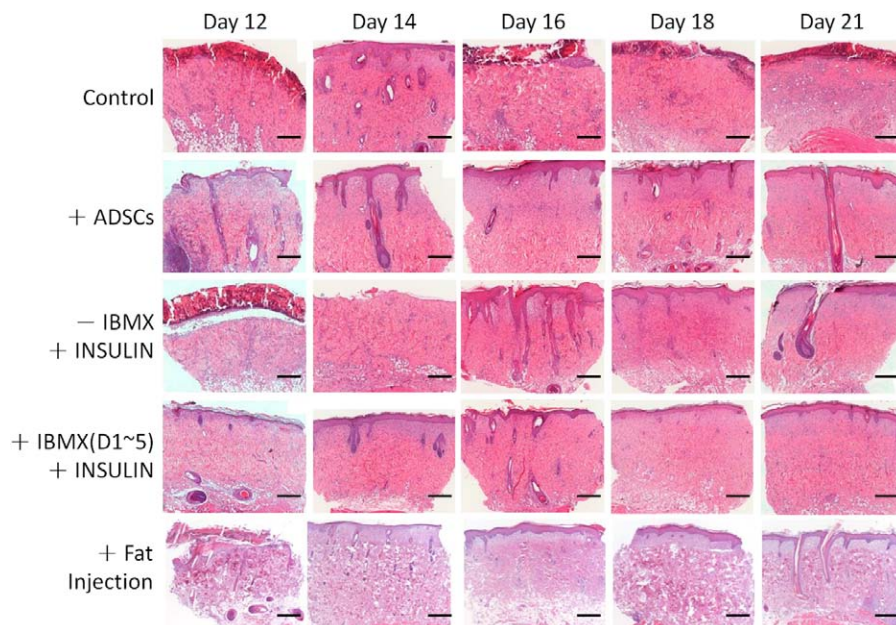 Day 12 Day 14 Day 16 Day 18 Day 21
Control
+ ADSCs
− IBMX
+ INSULIN
+ IBMX(D1~5)
+ INSULIN
+ Fat
Injection